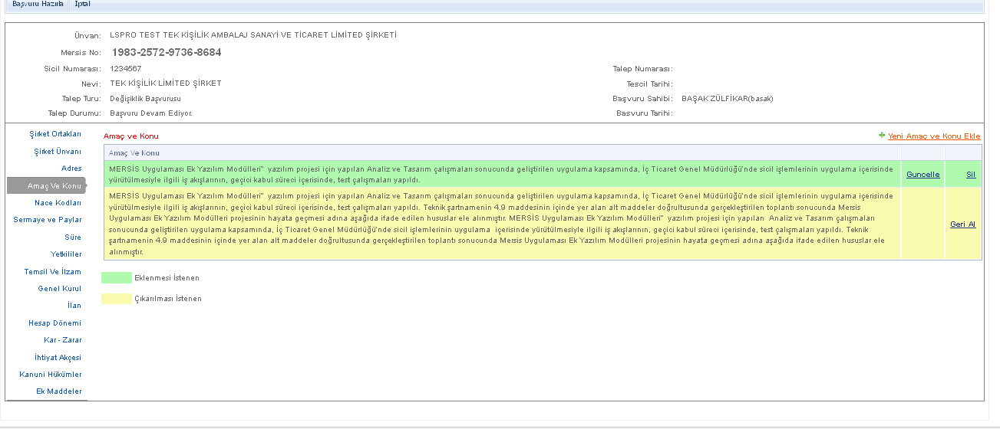 Başvuru Hazırla İptal
Ünvan: LSPRO TEST TEK KİŞİLİK AMBALAJ SANAYİ VE TİCARET LİMİTED ŞİRKETİ
Mersis No: 1983-2572-9736-8684
Sicil Numarası: 1234567 Talep Numarası:
Nevi: TEK KİŞİLİK LİMİTED ŞİRKET Tescil Tarihi:
Talep Turu: Değişiklik Başvurusu Başvuru Sahibi: BAŞAK ZÜLFİKAR(basak)
Talep Durumu: Başvuru Devam Ediyor. Basvuru Tarihi:
Şirket Ortakları
Şirket Ünvanı
Adres
Amaç Ve Konu
Nace Kodları
Sermaye ve Paylar
Süre
Yetkililer
Temsil Ve İlzam
Genel Kurul
İlan
Hesap Dönemi
Kar - Zarar
İhtiyat Akçesi
Kanuni Hükümler
Ek Maddeler
Amaç ve Konu Yeni Amaç ve Konu Ekle
Amaç Ve Konu
MERSİS Uygulaması Ek Yazılım Modülleri" yazılım projesi için yapılan Analiz ve Tasarım çalışmaları sonucunda geliştirilen uygulama kapsamında, İç Ticaret Genel Müdürlüğü'nde sicil işlemlerinin uygulama içerisinde
yürütülmesiyle ilgili iş akışlarının, geçici kabul süreci içerisinde, test çalışmaları yapıldı.
Guncelle Sil
MERSİS Uygulaması Ek Yazılım Modülleri" yazılım projesi için yapılan Analiz ve Tasarım çalışmaları sonucunda geliştirilen uygulama kapsamında, İç Ticaret Genel Müdürlüğü'nde sicil işlemlerinin uygulama içerisinde
yürütülmesiyle ilgili iş akışlarının, geçici kabul süreci içerisinde, test çalışmaları yapıldı. Teknik şartnamenin 4.9 maddesinin içinde yer alan alt maddeler doğrultusunda gerçekleştirilen toplantı sonucunda Mersis
Uygulaması Ek Yazılım Modülleri projesinin hayata geçmesi adına aşağıda ifade edilen hususlar ele alınmıştır. MERSİS Uygulaması Ek Yazılım Modülleri" yazılım projesi için yapılan Analiz ve Tasarım çalışmaları
sonucunda geliştirilen uygulama kapsamında, İç Ticaret Genel Müdürlüğü'nde sicil işlemlerinin uygulama içerisinde yürütülmesiyle ilgili iş akışlarının, geçici kabul süreci içerisinde, test çalışmaları yapıldı. Teknik
şartnamenin 4.9 maddesinin içinde yer alan alt maddeler doğrultusunda gerçekleştirilen toplantı sonucunda Mersis Uygulaması Ek Yazılım Modülleri projesinin hayata geçmesi adına aşağıda ifade edilen hususlar ele
alınmıştır.
Geri Al
Eklenmesi İstenen
Çıkarılması İstenen